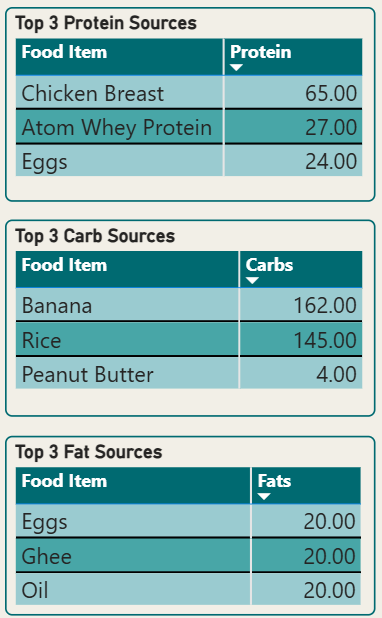 Top 3 Protein Sources
Food Item Protein
Chicken Breast 65.00
Atom Whey Protein 27.00
Eggs 24.00
Top 3 Carb Sources
Food Item Carbs
Banana 162.00
Rice 145.00
Peanut Butter 4.00
Top 3 Fat Sources
Food Item Fats
Eggs 20.00
Ghee 20.00
Oil 20.00